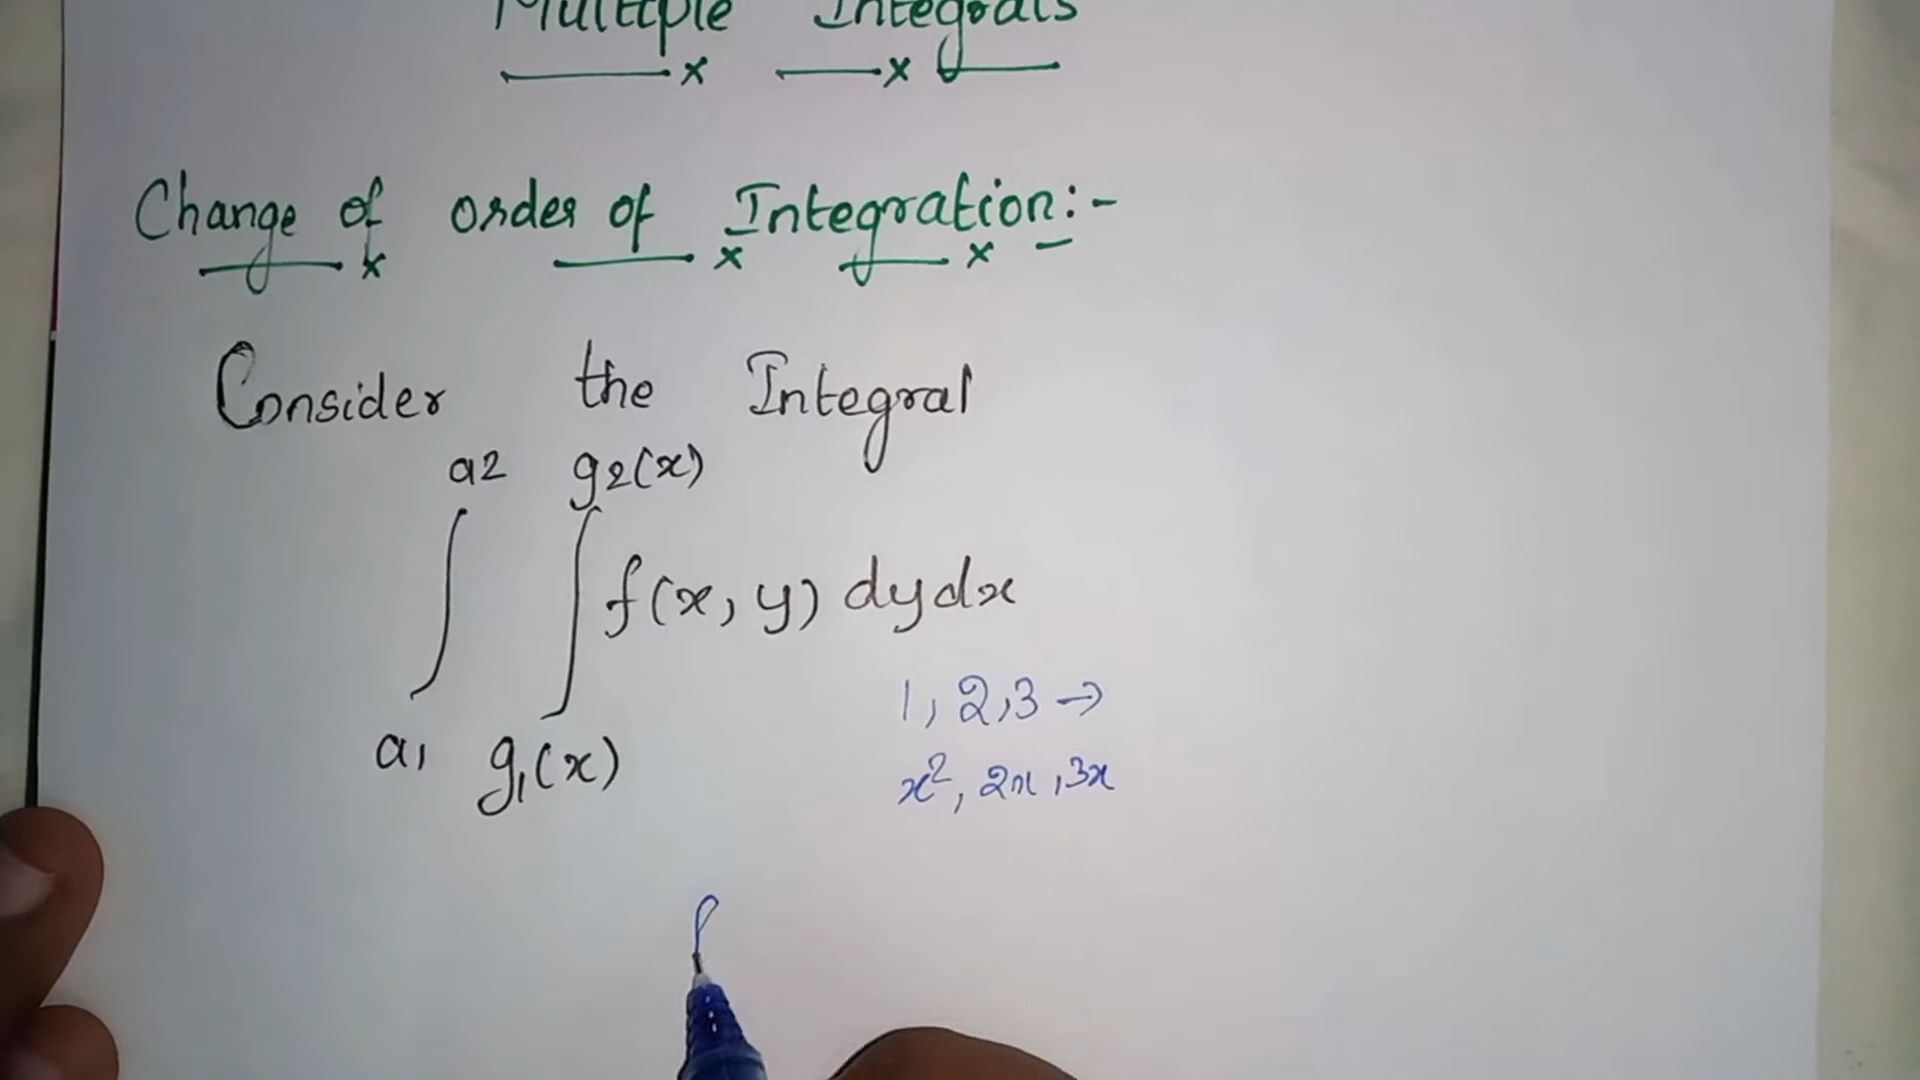 Multiple Integrals
Change of order of Integration:-
Consider the Integral
a2 g2(x)
∫ ∫ f(x, y) dydx
a1 g1(x)
1, 2, 3 →
x², 2x, 3x